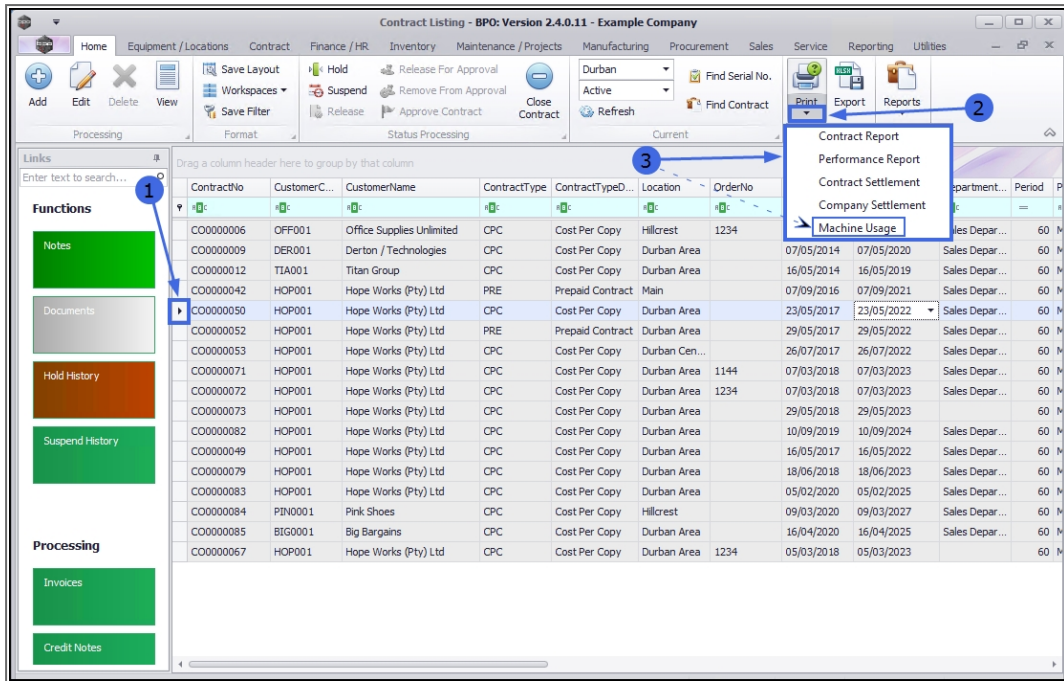 Contract Listing - BPO: Version 2.4.0.11 - Example Company
Home Equipment / Locations Contract Finance / HR Inventory Maintenance / Projects Manufacturing Procurement Sales Service Reporting Utilities
Add Edit Delete View
Save Layout
Workspaces
Save Filter
Hold
Suspend
Release
Release For Approval
Remove From Approval
Approve Contract
Close Contract
Durban
Active
Refresh
Find Serial No.
Find Contract
Print Export Reports
Processing Format Status Processing Current
2
Contract Report
Performance Report
Contract Settlement
Company Settlement
Machine Usage
3
1
Links
Enter text to search...
Functions
Notes
Documents
Hold History
Suspend History
Processing
Invoices
Credit Notes
Drag a column header here to group by that column
ContractNo CustomerC... CustomerName ContractType ContractTypeD... Location OrderNo epartment... Period P
CO0000006 OFF001 Office Supplies Unlimited CPC Cost Per Copy Hillcrest 1234 ales Depar... 60 M
CO0000009 DER001 Derton / Technologies CPC Cost Per Copy Durban Area 07/05/2014 07/05/2020 Sales Depar... 60 M
CO0000012 TIA001 Titan Group CPC Cost Per Copy Durban Area 16/05/2014 16/05/2019 Sales Depar... 60 M
CO0000042 HOP001 Hope Works (Pty) Ltd PRE Prepaid Contract Main 07/09/2016 07/09/2021 Sales Depar... 60 M
CO0000050 HOP001 Hope Works (Pty) Ltd CPC Cost Per Copy Durban Area 23/05/2017 23/05/2022 Sales Depar... 60 M
CO0000052 HOP001 Hope Works (Pty) Ltd PRE Prepaid Contract Durban Area 29/05/2017 29/05/2022 Sales Depar... 60 M
CO0000053 HOP001 Hope Works (Pty) Ltd CPC Cost Per Copy Durban Cen... 26/07/2017 26/07/2022 Sales Depar... 60 M
CO0000071 HOP001 Hope Works (Pty) Ltd CPC Cost Per Copy Durban Area 1144 07/03/2018 07/03/2023 Sales Depar... 60 M
CO0000072 HOP001 Hope Works (Pty) Ltd CPC Cost Per Copy Durban Area 1234 07/03/2018 07/03/2023 Sales Depar... 60 M
CO0000073 HOP001 Hope Works (Pty) Ltd CPC Cost Per Copy Durban Area 29/05/2018 29/05/2023 60 M
CO0000082 HOP001 Hope Works (Pty) Ltd CPC Cost Per Copy Durban Area 10/09/2019 10/09/2024 Sales Depar... 60 M
CO0000049 HOP001 Hope Works (Pty) Ltd CPC Cost Per Copy Durban Area 16/05/2017 16/05/2022 Sales Depar... 60 M
CO0000079 HOP001 Hope Works (Pty) Ltd CPC Cost Per Copy Durban Area 18/06/2018 18/06/2023 Sales Depar... 60 M
CO0000083 HOP001 Hope Works (Pty) Ltd CPC Cost Per Copy Durban Area 05/02/2020 05/02/2025 Sales Depar... 60 M
CO0000084 PIN0001 Pink Shoes CPC Cost Per Copy Hillcrest 09/03/2020 09/03/2027 Sales Depar... 60 M
CO0000085 BIG0001 Big Bargains CPC Cost Per Copy Durban Area 16/04/2020 16/04/2025 Sales Depar... 60 M
CO0000067 HOP001 Hope Works (Pty) Ltd CPC Cost Per Copy Durban Area 1234 05/03/2018 05/03/2023 60 M